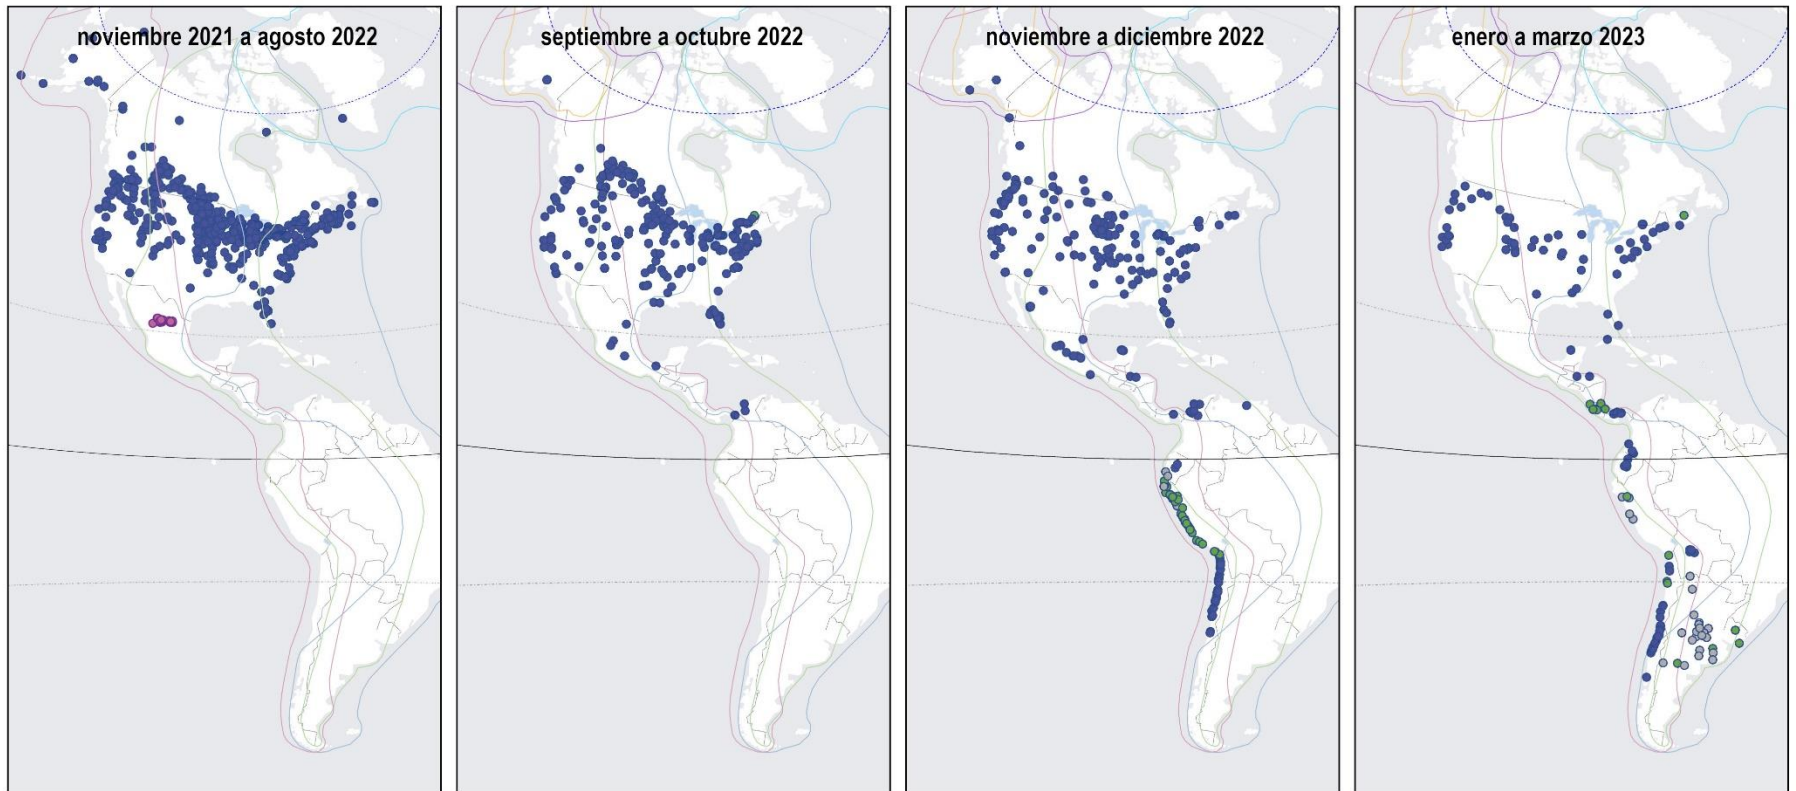 noviembre 2021 a agosto 2022
septiembre a octubre 2022
noviembre a diciembre 2022
enero a marzo 2023